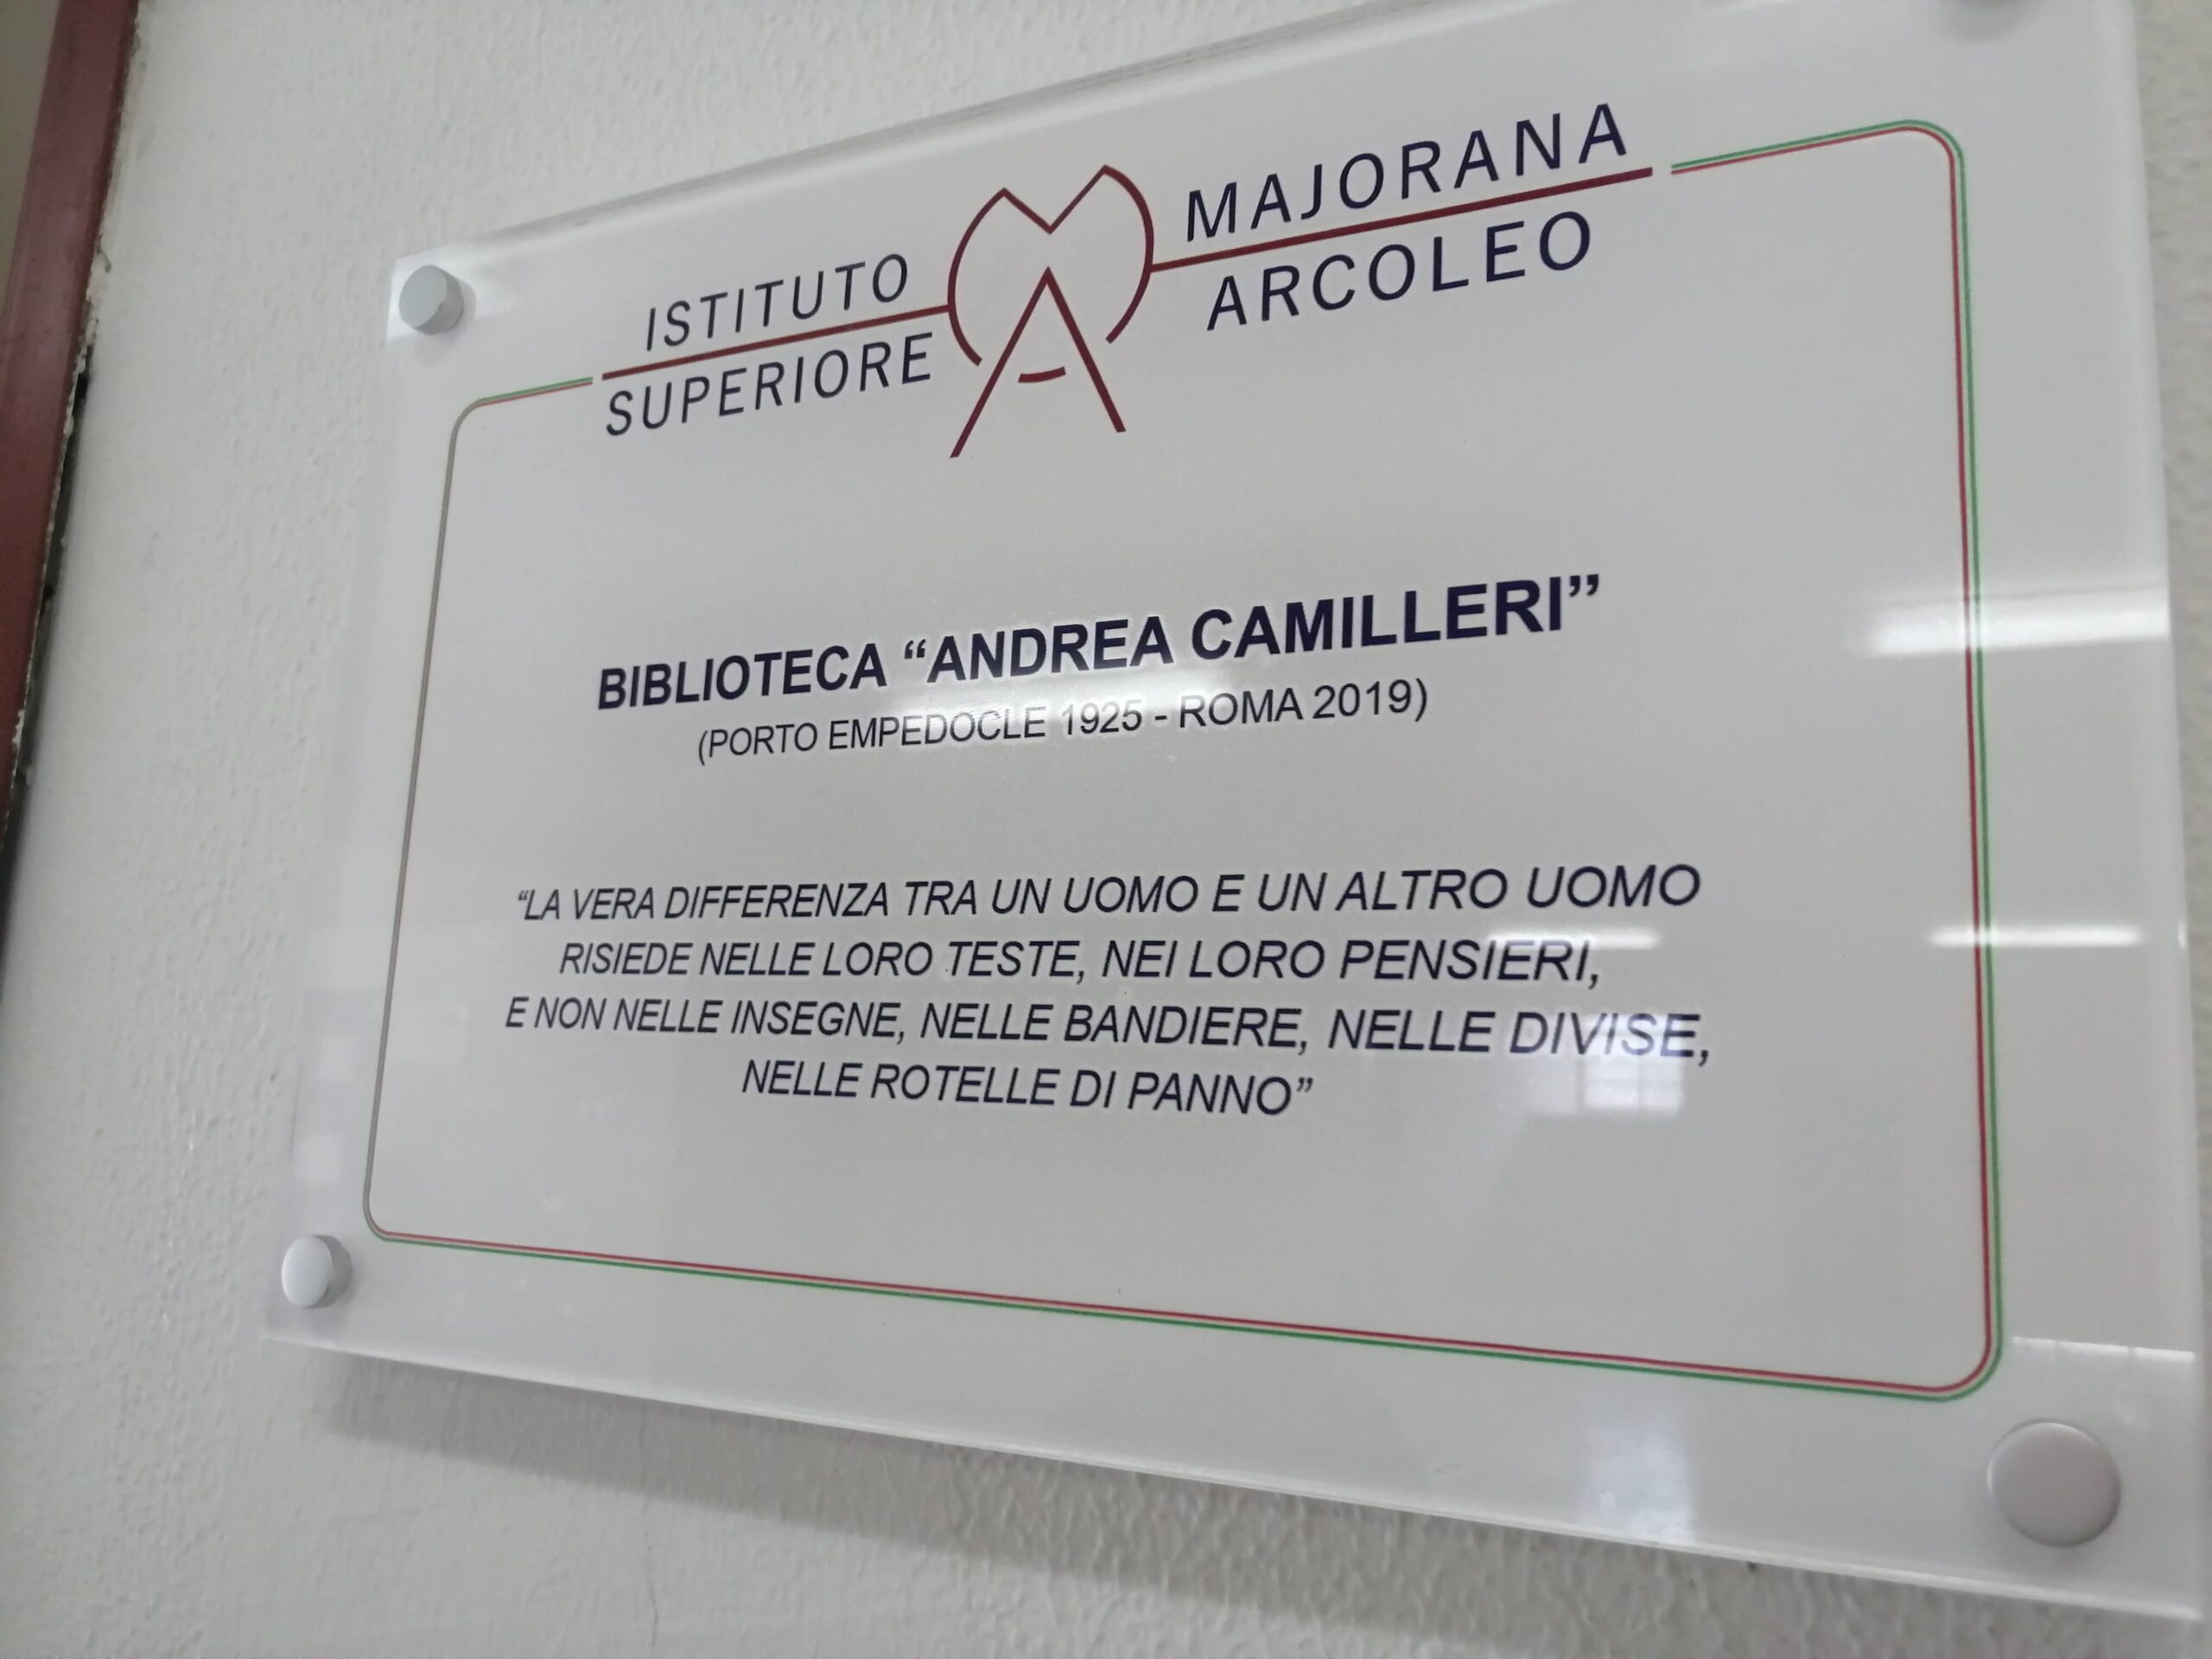 ISTITUTO
SUPERIORE
MAJORANA
ARCOLEO
BIBLIOTECA “ANDREA CAMILLERI”
(PORTO EMPEDOCLE 1925 - ROMA 2019)
“LA VERA DIFFERENZA TRA UN UOMO E UN ALTRO UOMO
RISIEDE NELLE LORO TESTE, NEI LORO PENSIERI,
E NON NELLE INSEGNE, NELLE BANDIERE, NELLE DIVISE,
NELLE ROTELLE DI PANNO”